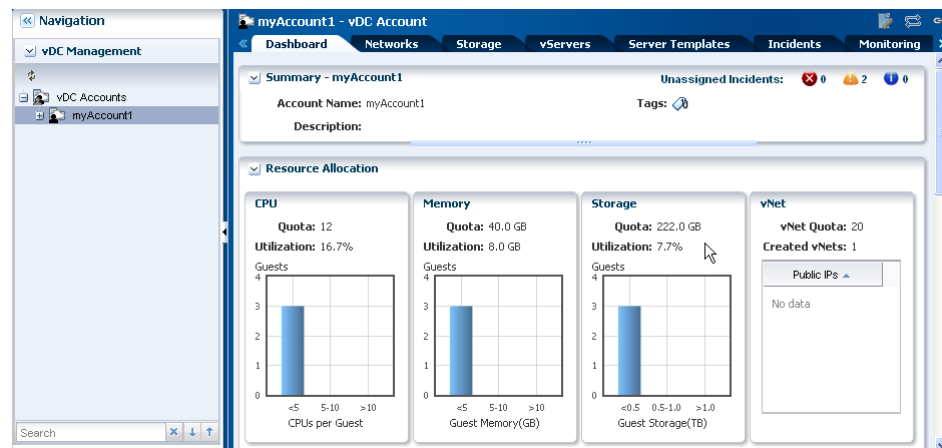 Navigation
vDC Management
vDC Accounts
myAccount1
Search
myAccount1 - vDC Account
Dashboard Networks Storage vServers Server Templates Incidents Monitoring
Summary - myAccount1
Unassigned Incidents: 0 2 0
Account Name: myAccount1
Tags:
Description:
Resource Allocation
CPU
Quota: 12
Utilization: 16.7%
Guests
4
3
2
1
0
<5 5-10 >10
CPUs per Guest
Memory
Quota: 40.0 GB
Utilization: 8.0 GB
Guests
4
3
2
1
0
<5 5-10 >10
Guest Memory(GB)
Storage
Quota: 222.0 GB
Utilization: 7.7%
Guests
4
3
2
1
0
<0.5 0.5-1.0 >1.0
Guest Storage(TB)
vNet
vNet Quota: 20
Created vNets: 1
Public IPs
No data